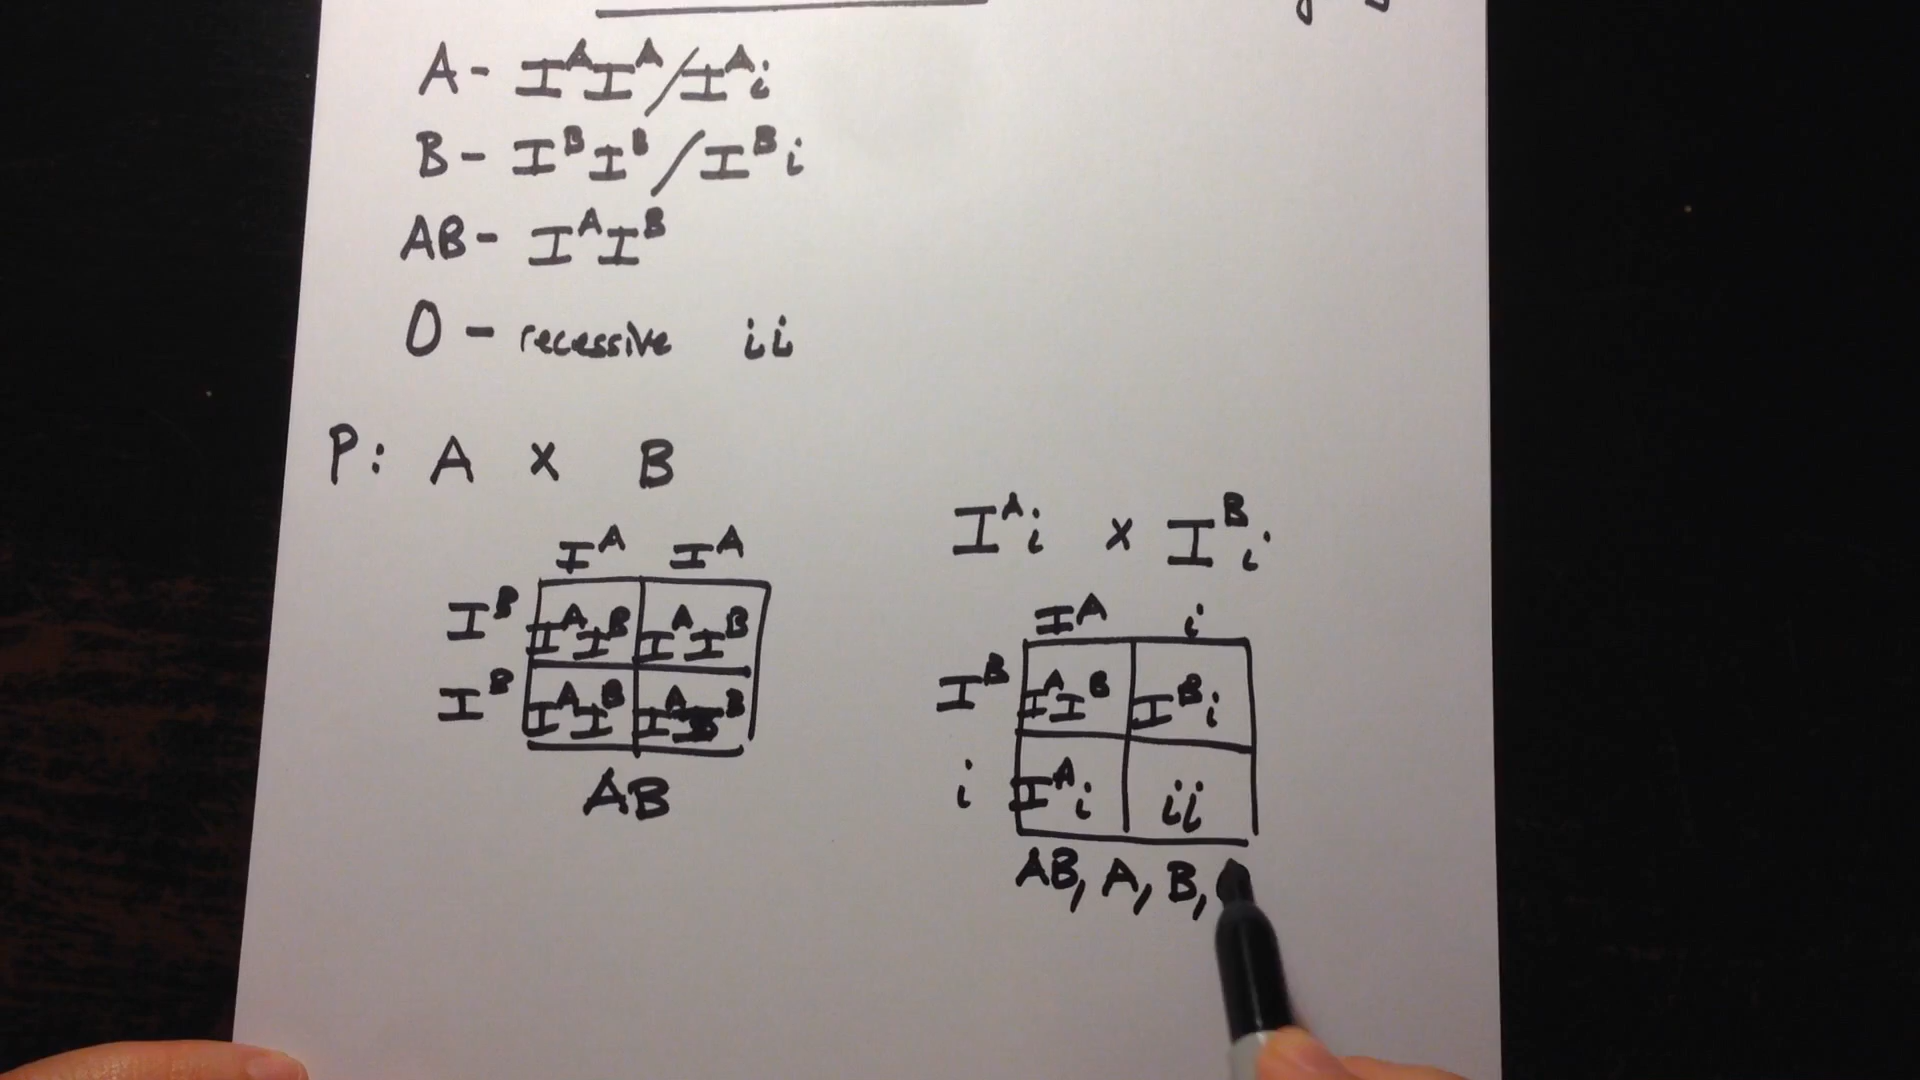 A - IᴬIᴬ/Iᴬi
B - IᴮIᴮ/Iᴮi
AB - IᴬIᴮ
O - recessive ii
P: A x B
Iᴬ Iᴬ
Iᴮ IᴬIᴮ IᴬIᴮ
Iᴮ IᴬIᴮ IᴬIᴮ
AB
Iᴬi x Iᴮi
Iᴬ i
Iᴮ IᴬIᴮ Iᴮi
i Iᴬi ii
AB, A, B,